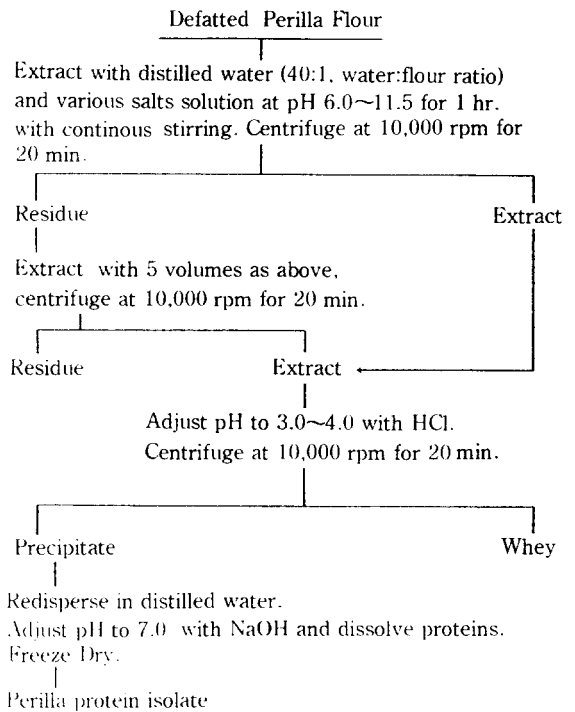 Defatted Perilla Flour
Extract with distilled water (40:1, water:flour ratio)
and various salts solution at pH 6.0~11.5 for 1 hr.
with continous stirring. Centrifuge at 10,000 rpm for
20 min.
Residue
Extract
Extract with 5 volumes as above,
centrifuge at 10,000 rpm for 20 min.
Residue
Extract
Adjust pH to 3.0~4.0 with HCl.
Centrifuge at 10,000 rpm for 20 min.
Precipitate
Whey
Redisperse in distilled water.
Adjust pH to 7.0 with NaOH and dissolve proteins.
Freeze Dry.
Perilla protein isolate